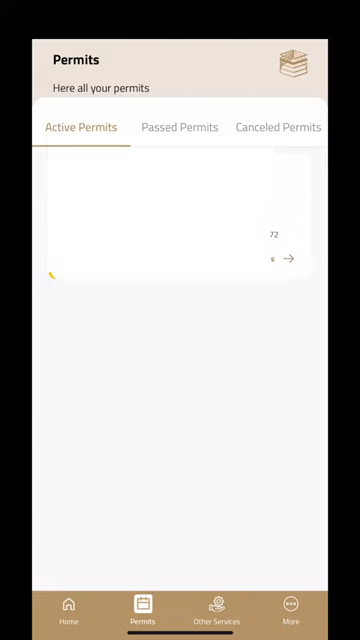 Permits
Here all your permits
Active Permits Passed Permits Canceled Permits
72
s
Home Permits Other Services More